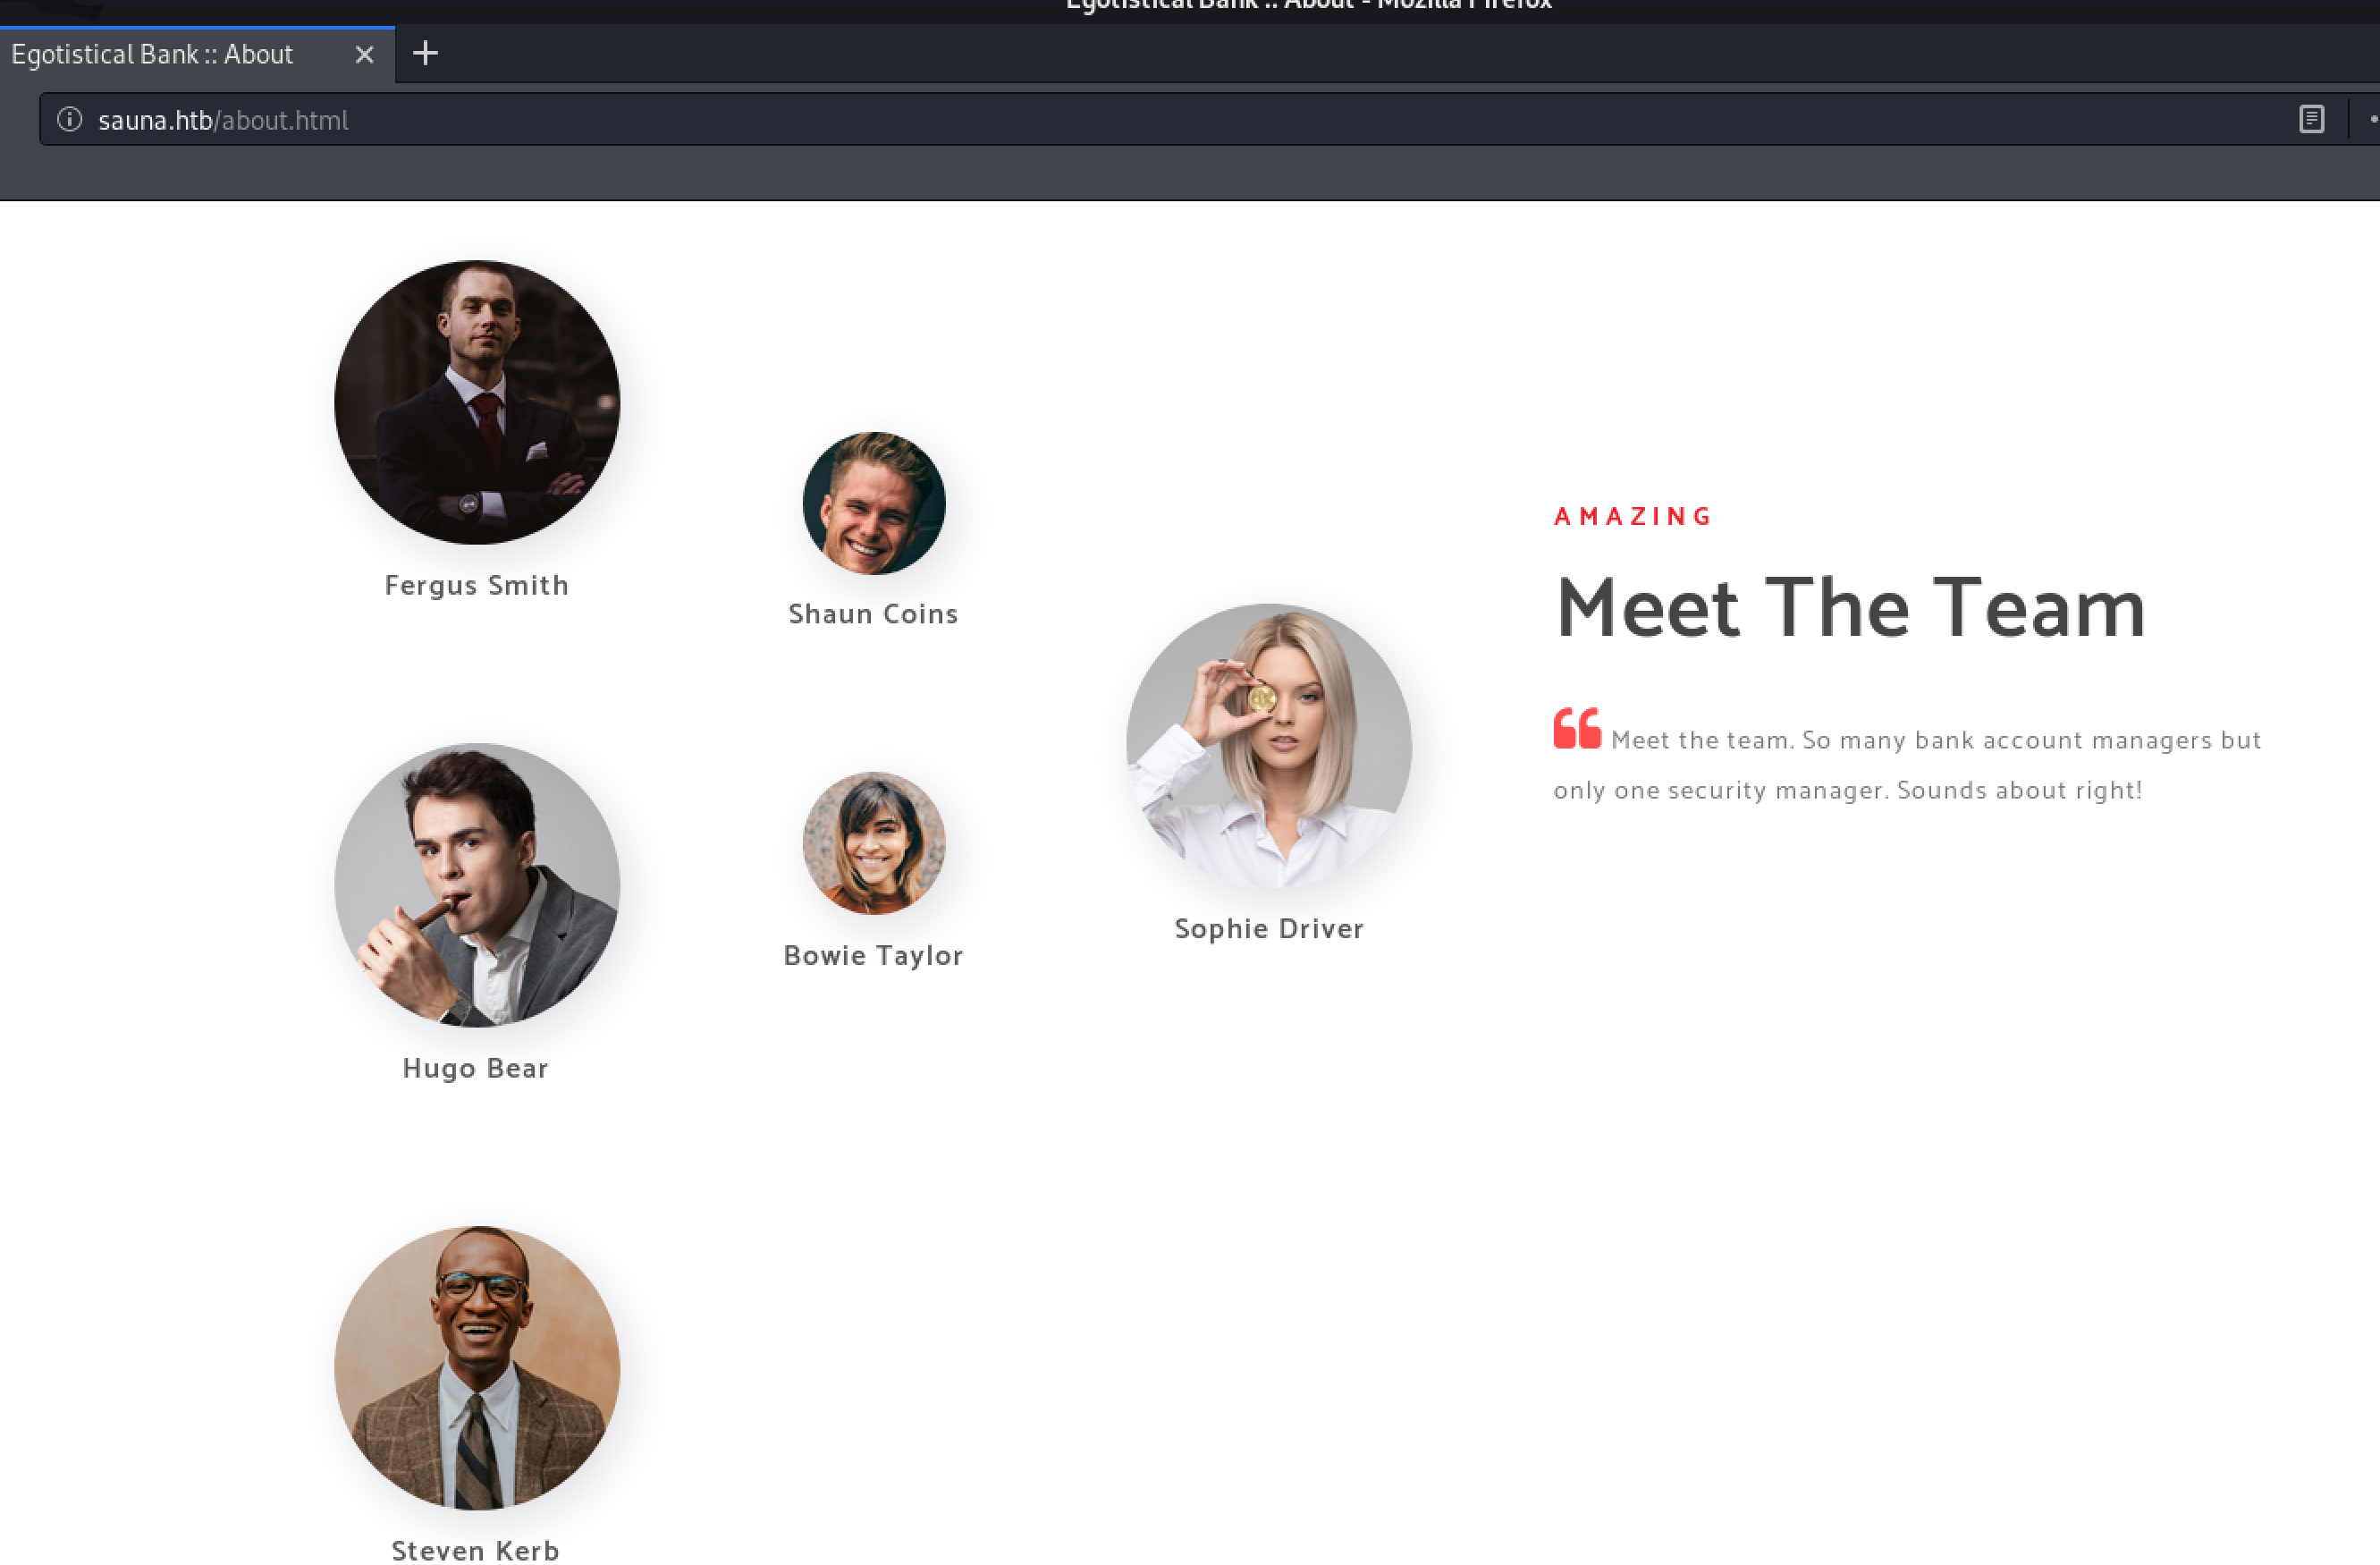 Egotistical Bank :: About - Mozilla Firefox
Egotistical Bank :: About
sauna.htb/about.html
Fergus Smith
Shaun Coins
Sophie Driver
Hugo Bear
Bowie Taylor
Steven Kerb
AMAZING
Meet The Team
Meet the team. So many bank account managers but
only one security manager. Sounds about right!